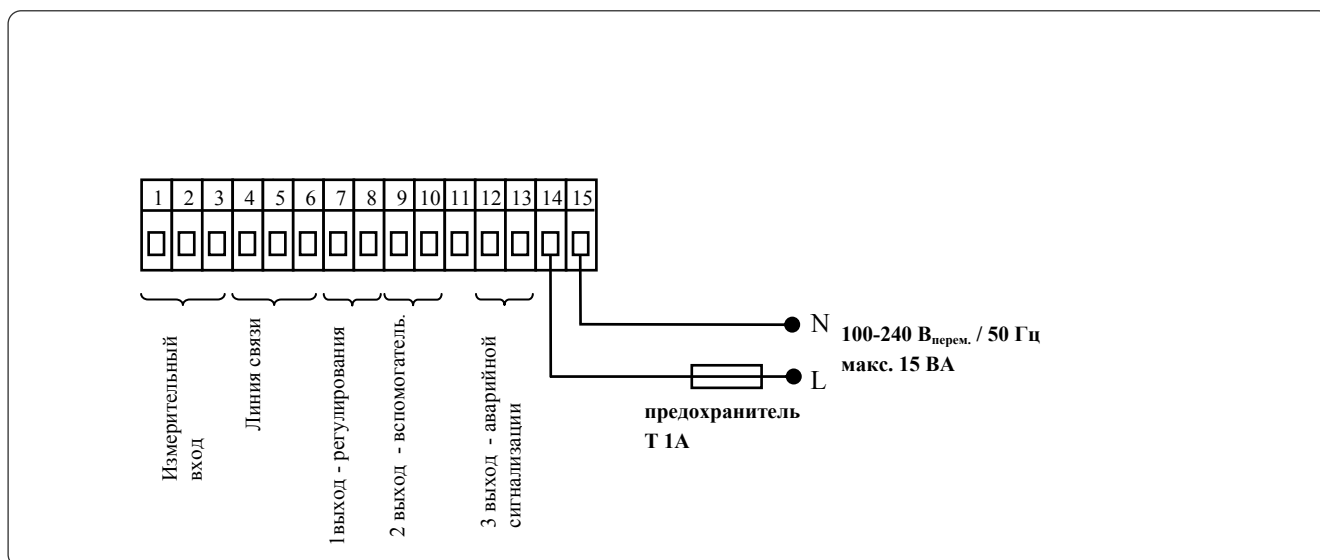 1 2 3 4 5 6 7 8 9 10 11 12 13 14 15
N
100-240 Вперем. / 50 Гц
макс. 15 ВА
L
предохранитель
Т 1А
Измерительный
вход
Линия связи
1выход - регулирования
2 выход - вспомогатель.
3 выход - аварийной
сигнализации